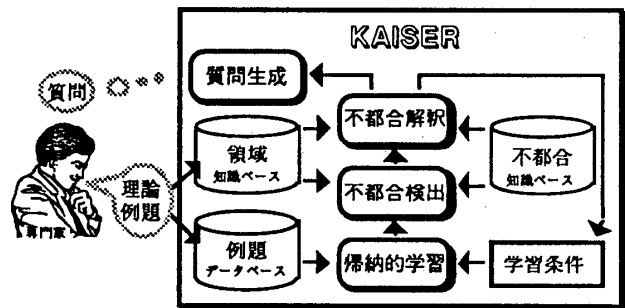 KAISER
質問
質問生成
不都合解釈
領域
知識ベース
不都合
知識ベース
理論
例題
不都合検出
専門家
例題
データベース
帰納的学習
学習条件